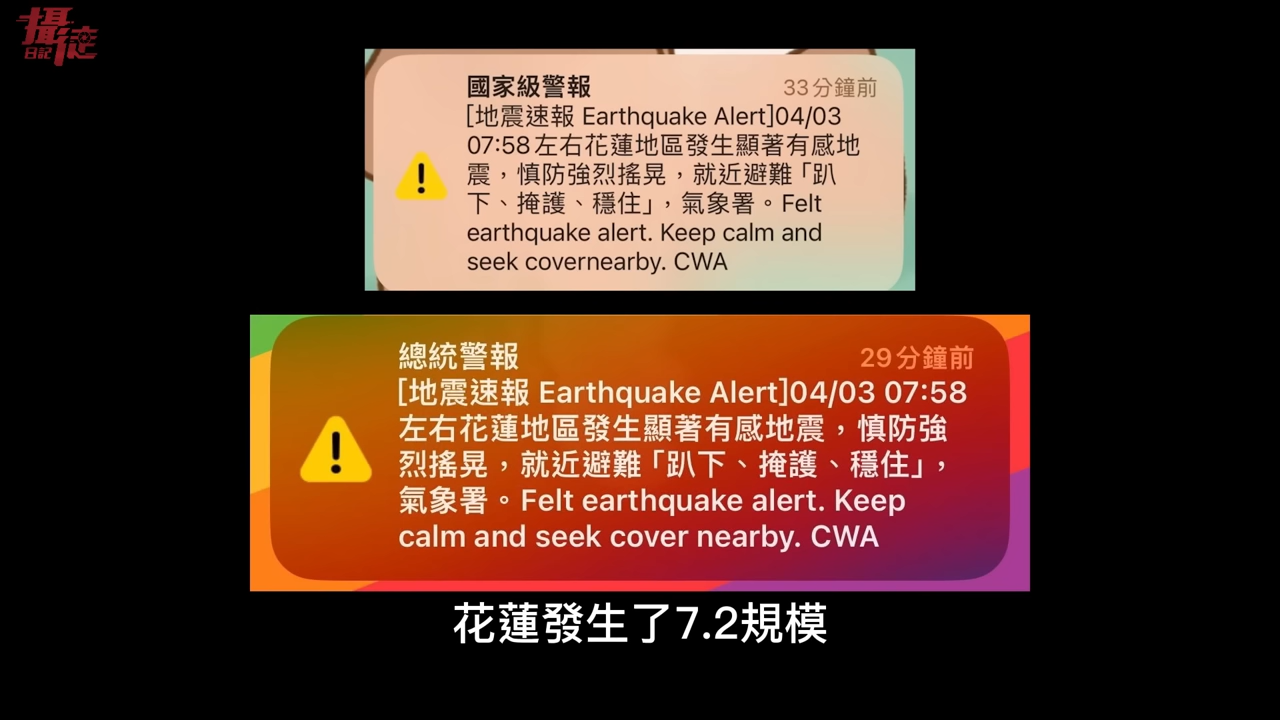 攝徒
日記
國家級警報
33分鐘前
[地震速報 Earthquake Alert]04/03
07:58左右花蓮地區發生顯著有感地
震，慎防強烈搖晃，就近避難「趴
下、掩護、穩住」，氣象署。Felt
earthquake alert. Keep calm and
seek covernearby. CWA
總統警報
29分鐘前
[地震速報 Earthquake Alert]04/03 07:58
左右花蓮地區發生顯著有感地震，慎防強
烈搖晃，就近避難「趴下、掩護、穩住」，
氣象署。Felt earthquake alert. Keep
calm and seek cover nearby. CWA
花蓮發生了7.2規模